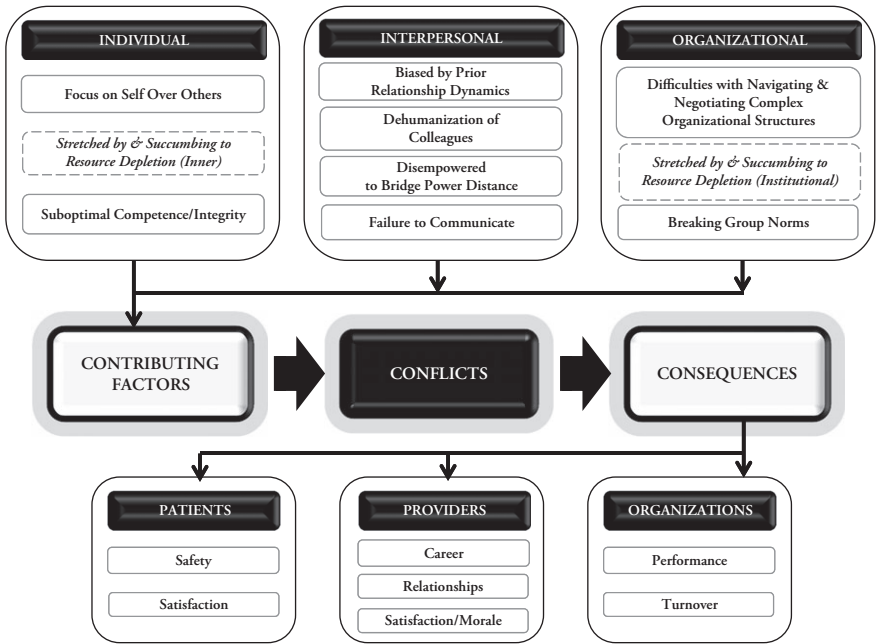 INDIVIDUAL
Focus on Self Over Others
Stretched by & Succumbing to
Resource Depletion (Inner)
Suboptimal Competence/Integrity
INTERPERSONAL
Biased by Prior
Relationship Dynamics
Dehumanization of
Colleagues
Disempowered
to Bridge Power Distance
Failure to Communicate
ORGANIZATIONAL
Difficulties with Navigating &
Negotiating Complex
Organizational Structures
Stretched by & Succumbing to
Resource Depletion (Institutional)
Breaking Group Norms
CONTRIBUTING
FACTORS
CONFLICTS
CONSEQUENCES
PATIENTS
Safety
Satisfaction
PROVIDERS
Career
Relationships
Satisfaction/Morale
ORGANIZATIONS
Performance
Turnover